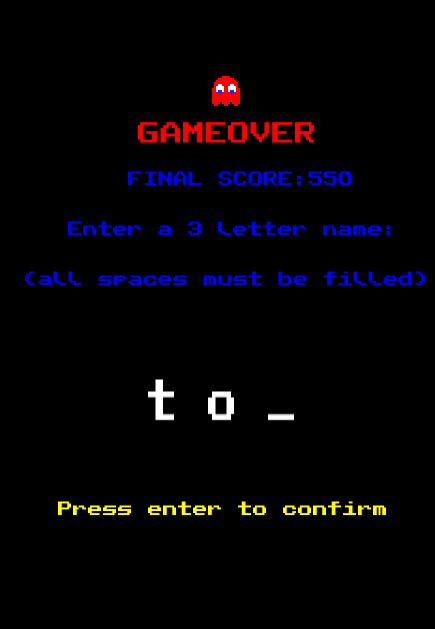 GAMEOVER
FINAL SCORE:550
Enter a 3 letter name:
(all spaces must be filled)
t o _
Press enter to confirm